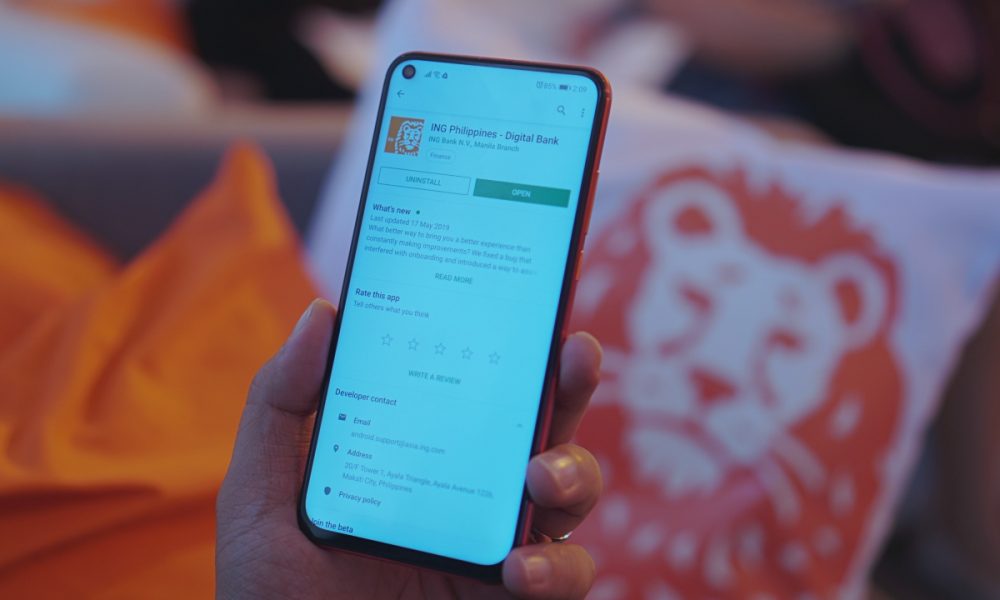 85% 2:09
ING Philippines - Digital Bank
ING Bank N.V., Manila Branch
Finance
UNINSTALL
OPEN
What's new
Last updated 17 May 2019
What better way to bring you a better experience than
constantly making improvements? We fixed a bug that
interfered with onboarding and introduced a way to
READ MORE
Rate this app
Tell others what you think
WRITE A REVIEW
Developer contact
Email
android.support@asia.ing.com
Address
20/F Tower 1, Ayala Triangle, Ayala Avenue 1226,
Makati City, Philippines
Privacy policy
Join the beta